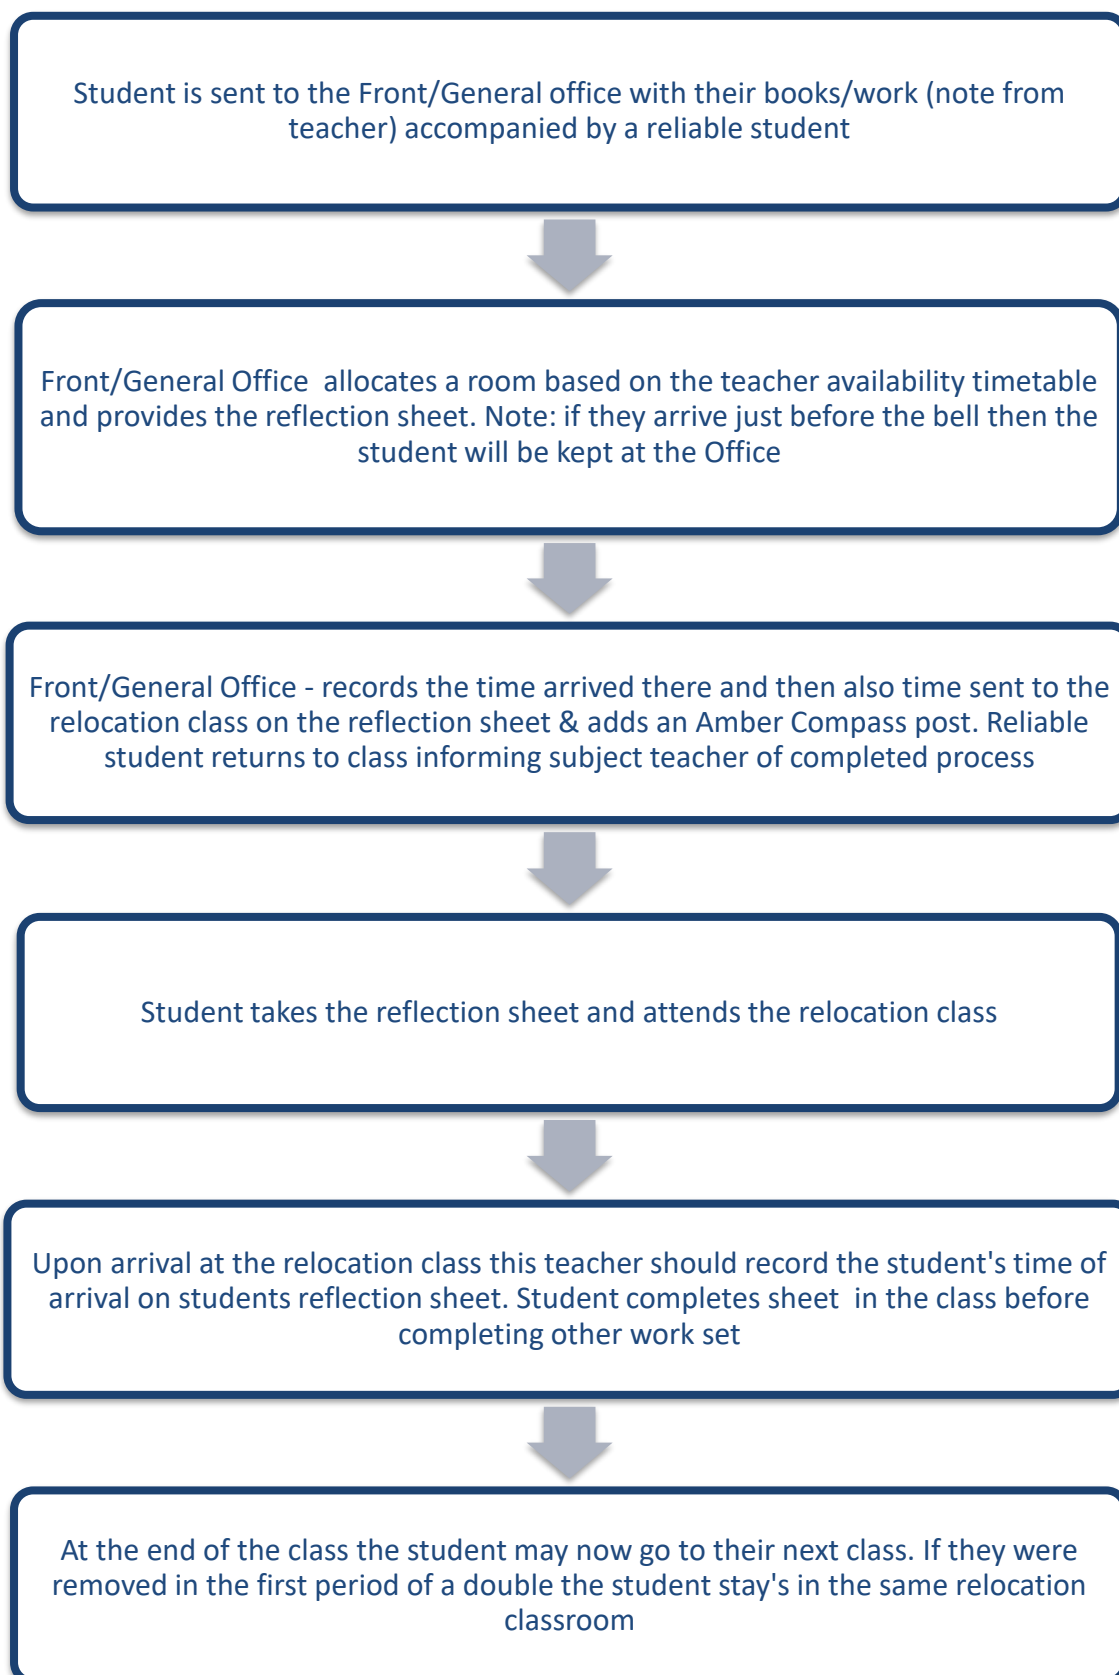 Student is sent to the Front/General office with their books/work (note from
teacher) accompanied by a reliable student
Front/General Office  allocates a room based on the teacher availability timetable
and provides the reflection sheet. Note: if they arrive just before the bell then the
student will be kept at the Office
Front/General Office - records the time arrived there and then also time sent to the
relocation class on the reflection sheet & adds an Amber Compass post. Reliable
student returns to class informing subject teacher of completed process
Student takes the reflection sheet and attends the relocation class
Upon arrival at the relocation class this teacher should record the student's time of
arrival on students reflection sheet. Student completes sheet  in the class before
completing other work set
At the end of the class the student may now go to their next class. If they were
removed in the first period of a double the student stay's in the same relocation
classroom